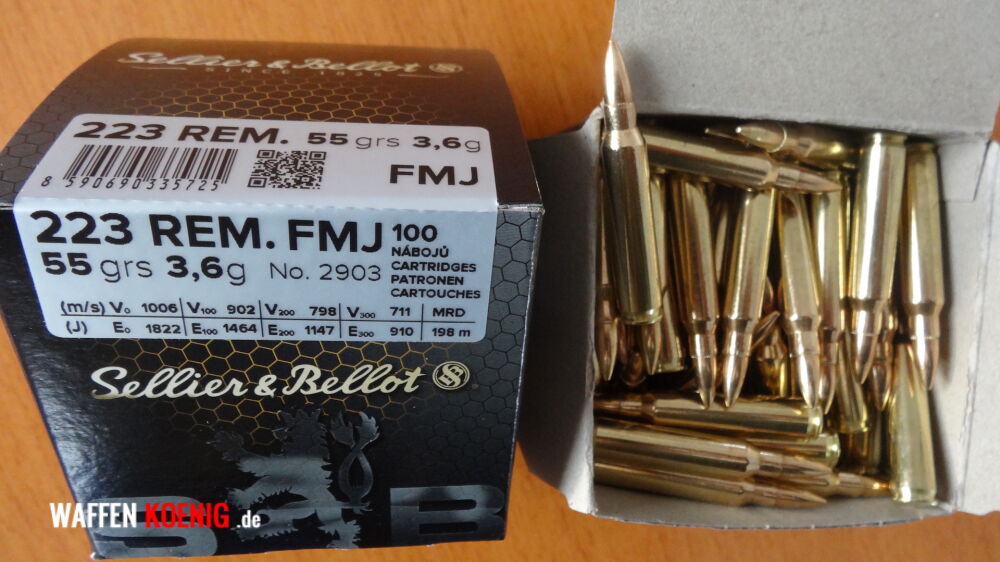 Sellier & Bellot
SINCE 1825
223 REM. 55 grs 3,6g
8 590690 335725
FMJ
223 REM. FMJ 100
NÁBOJŮ
CARTRIDGES
PATRONEN
CARTOUCHES
55 grs 3,6g No. 2903
(m/s) V₀ 1006 V₁₀₀ 902 V₂₀₀ 798 V₃₀₀ 711 MRD
(J) E₀ 1822 E₁₀₀ 1464 E₂₀₀ 1147 E₃₀₀ 910 198 m
Sellier & Bellot
S B
WAFFEN KOENIG .de